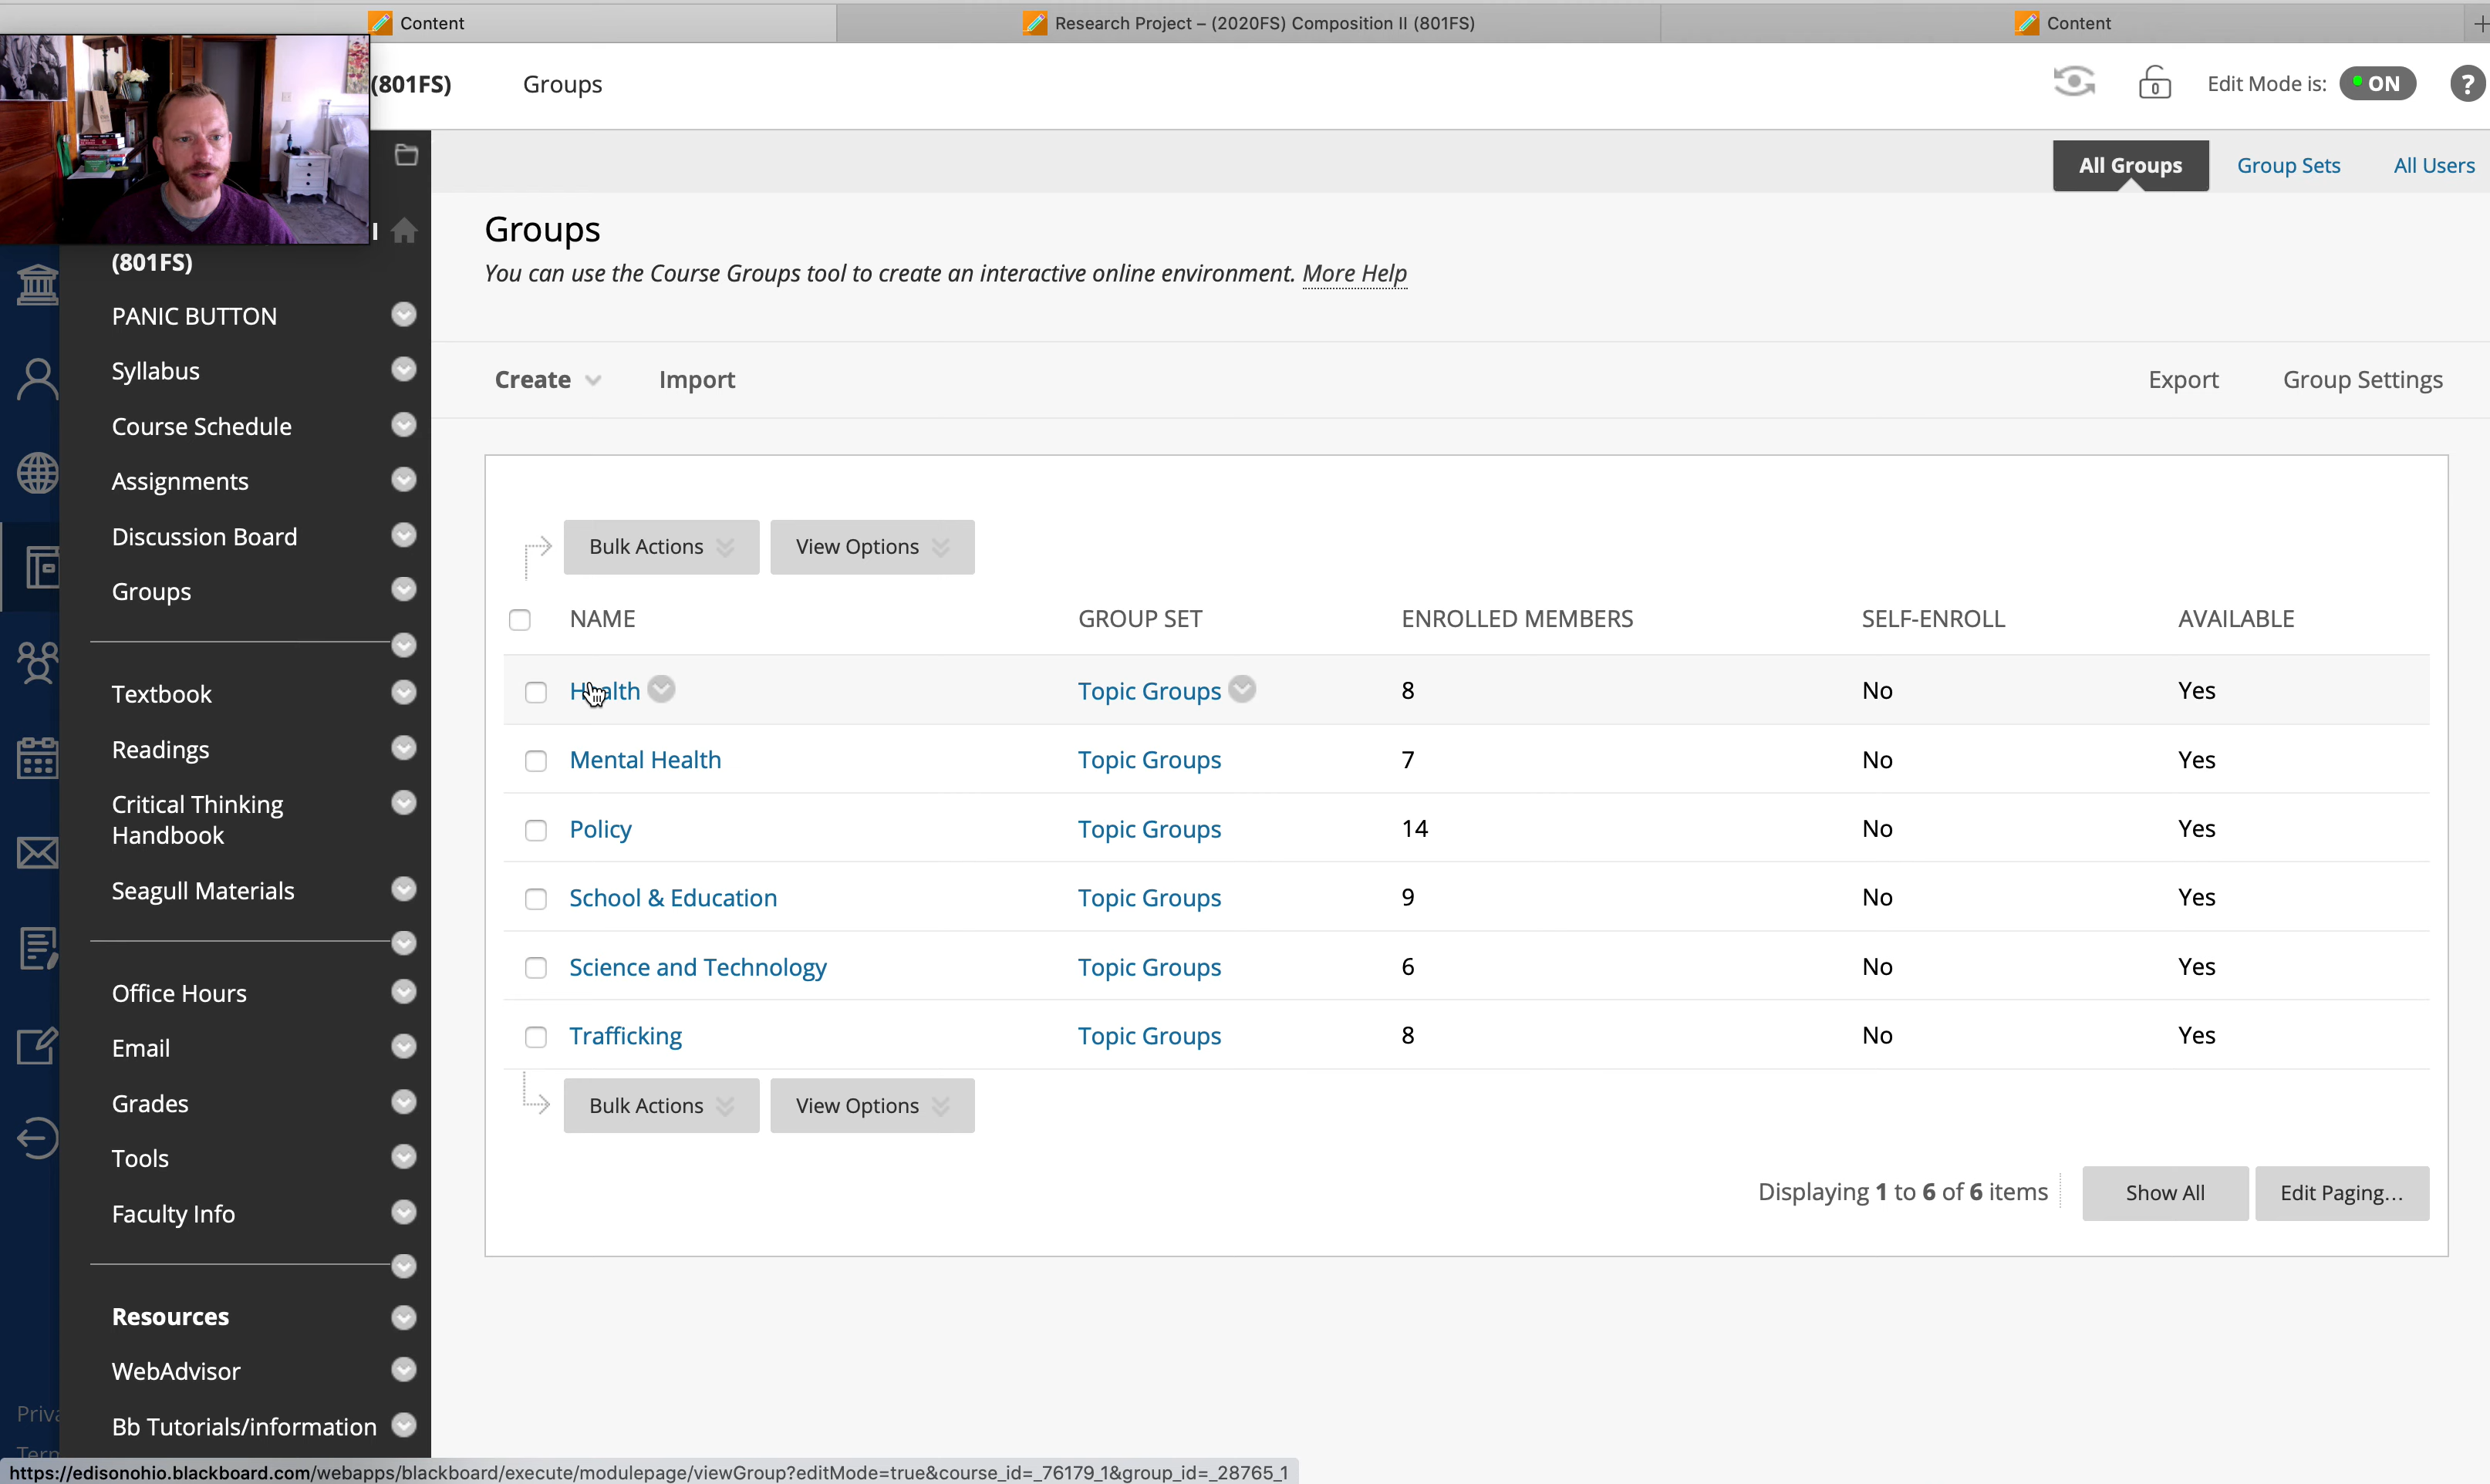 Content
Research Project – (2020FS) Composition II (801FS)
Content
(801FS)
Groups
Edit Mode is:
ON
?
All Groups
Group Sets
All Users
Groups
You can use the Course Groups tool to create an interactive online environment. More Help
Create
Import
Export
Group Settings
(801FS)
PANIC BUTTON
Syllabus
Course Schedule
Assignments
Discussion Board
Groups
Textbook
Readings
Critical Thinking
Handbook
Seagull Materials
Office Hours
Email
Grades
Tools
Faculty Info
Resources
WebAdvisor
Bb Tutorials/information
Bulk Actions
View Options
NAME GROUP SET ENROLLED MEMBERS SELF-ENROLL AVAILABLE
Health Topic Groups 8 No Yes
Mental Health Topic Groups 7 No Yes
Policy Topic Groups 14 No Yes
School & Education Topic Groups 9 No Yes
Science and Technology Topic Groups 6 No Yes
Trafficking Topic Groups 8 No Yes
Bulk Actions
View Options
Displaying 1 to 6 of 6 items
Show All
Edit Paging...
https://edisonohio.blackboard.com/webapps/blackboard/execute/modulepage/viewGroup?editMode=true&course_id=_76179_1&group_id=_28765_1